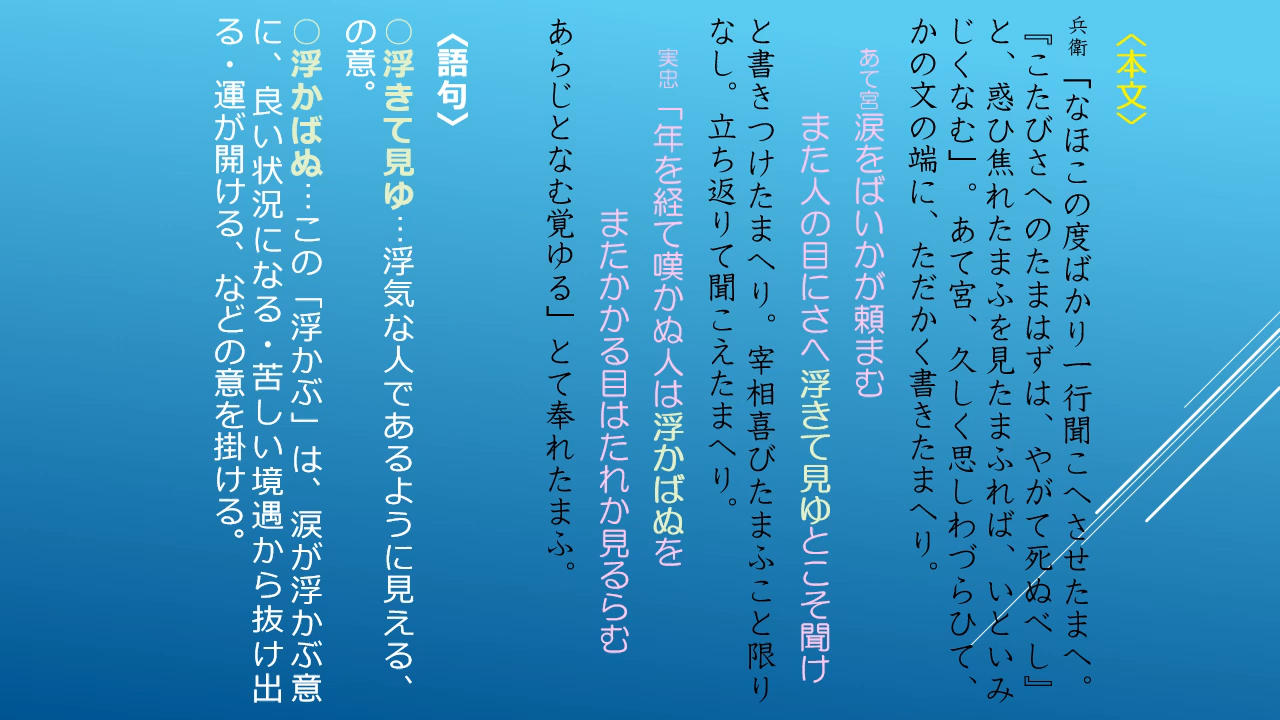 〈本文〉
兵衛「なほこの度ばかり一行聞こへさせたまへ。
『こたびさへのたまはずは、やがて死ぬべし』
と、惑ひ焦れたまふを見たまふれば、いといみ
じくなむ」。あて宮、久しく思しわづらひて、
かの文の端に、ただかく書きたまへり。
あて宮涙をばいかが頼まむ
また人の目にさへ浮きて見ゆとこそ聞け
と書きつけたまへり。宰相喜びたまふこと限り
なし。立ち返りて聞こえたまへり。
実忠「年を経て嘆かぬ人は浮かばぬを
またかかる目はたれか見るらむ
あらじとなむ覚ゆる」とて奉れたまふ。
〈語句〉
○浮きて見ゆ…浮気な人であるように見える、
の意。
○浮かばぬ…この「浮かぶ」は、涙が浮かぶ意
に、良い状況になる・苦しい境遇から抜け出
る・運が開ける、などの意を掛ける。